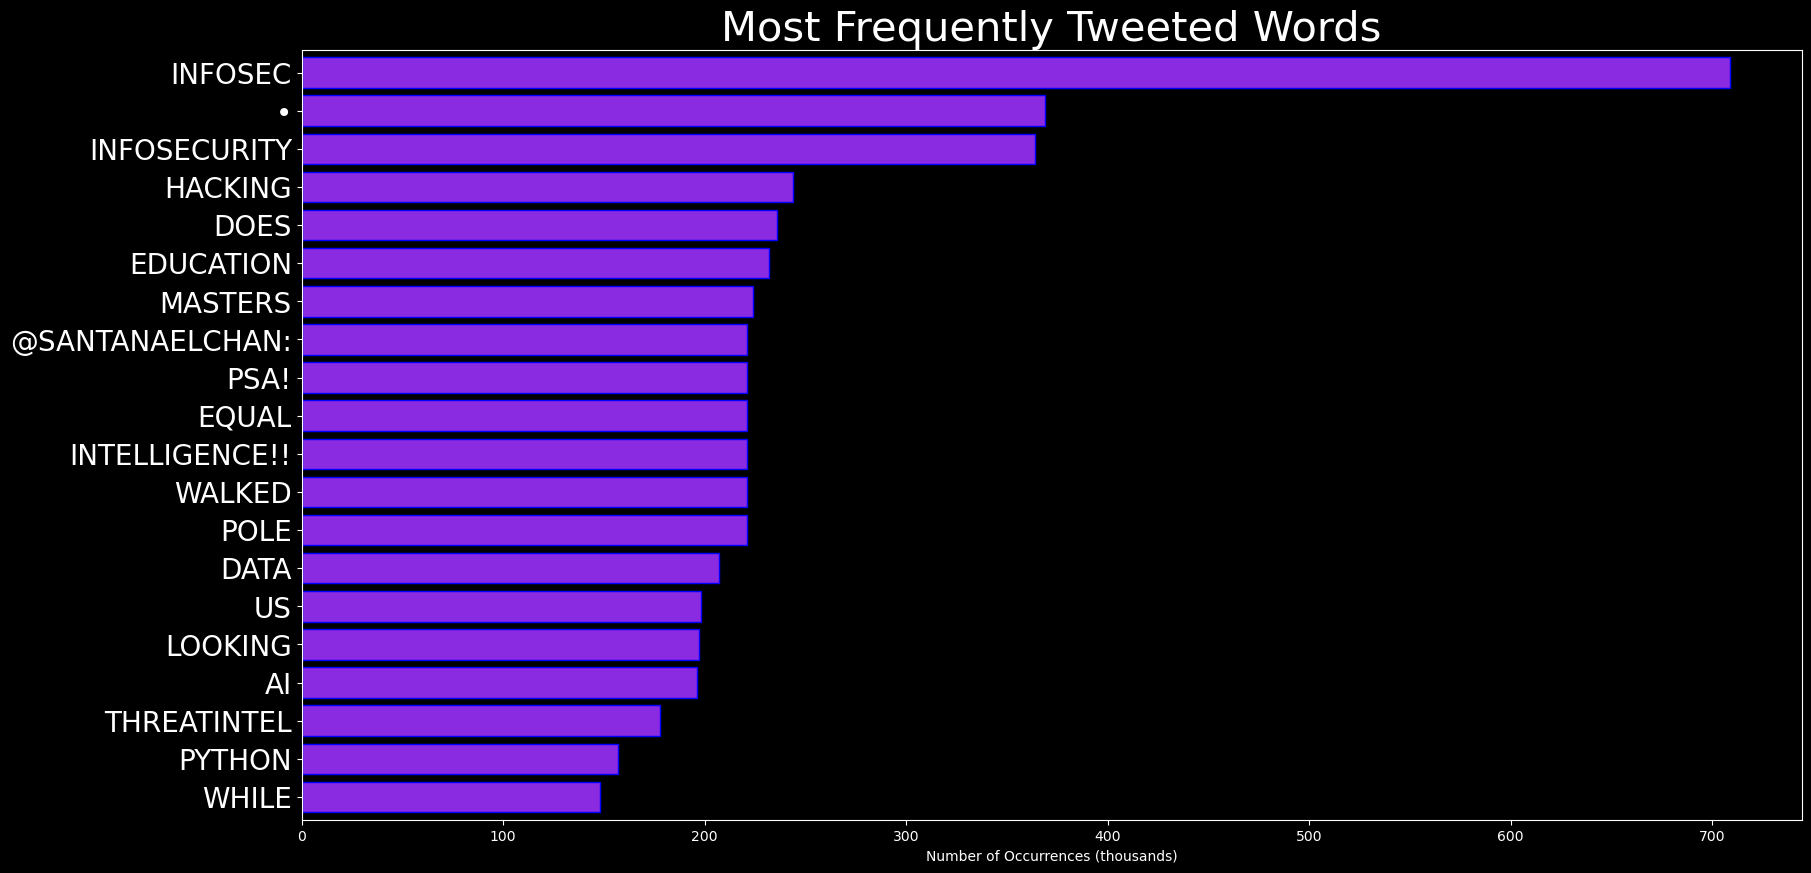 Most Frequently Tweeted Words
INFOSEC
•
INFOSECURITY
HACKING
DOES
EDUCATION
MASTERS
@SANTANAELCHAN:
PSA!
EQUAL
INTELLIGENCE!!
WALKED
POLE
DATA
US
LOOKING
AI
THREATINTEL
PYTHON
WHILE
0 100 200 300 400 500 600 700
Number of Occurrences (thousands)